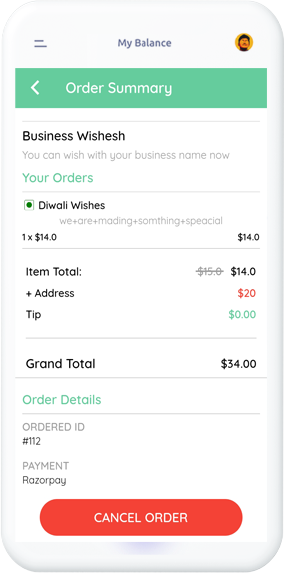 My Balance
Order Summary
Business Wishesh
You can wish with your business name now
Your Orders
Diwali Wishes
we+are+mading+somthing+speacial
1 x $14.0 $14.0
Item Total: $15.0 $14.0
+ Address $20
Tip $0.00
Grand Total $34.00
Order Details
ORDERED ID
#112
PAYMENT
Razorpay
CANCEL ORDER